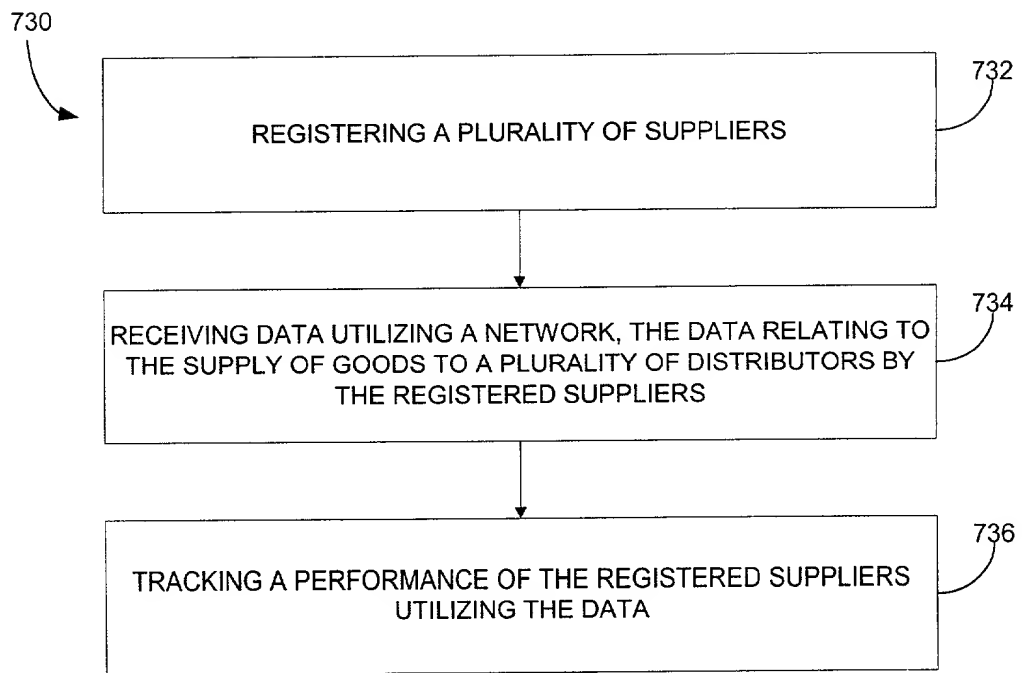 730
732
REGISTERING A PLURALITY OF SUPPLIERS
734
RECEIVING DATA UTILIZING A NETWORK, THE DATA RELATING TO
THE SUPPLY OF GOODS TO A PLURALITY OF DISTRIBUTORS BY
THE REGISTERED SUPPLIERS
736
TRACKING A PERFORMANCE OF THE REGISTERED SUPPLIERS
UTILIZING THE DATA